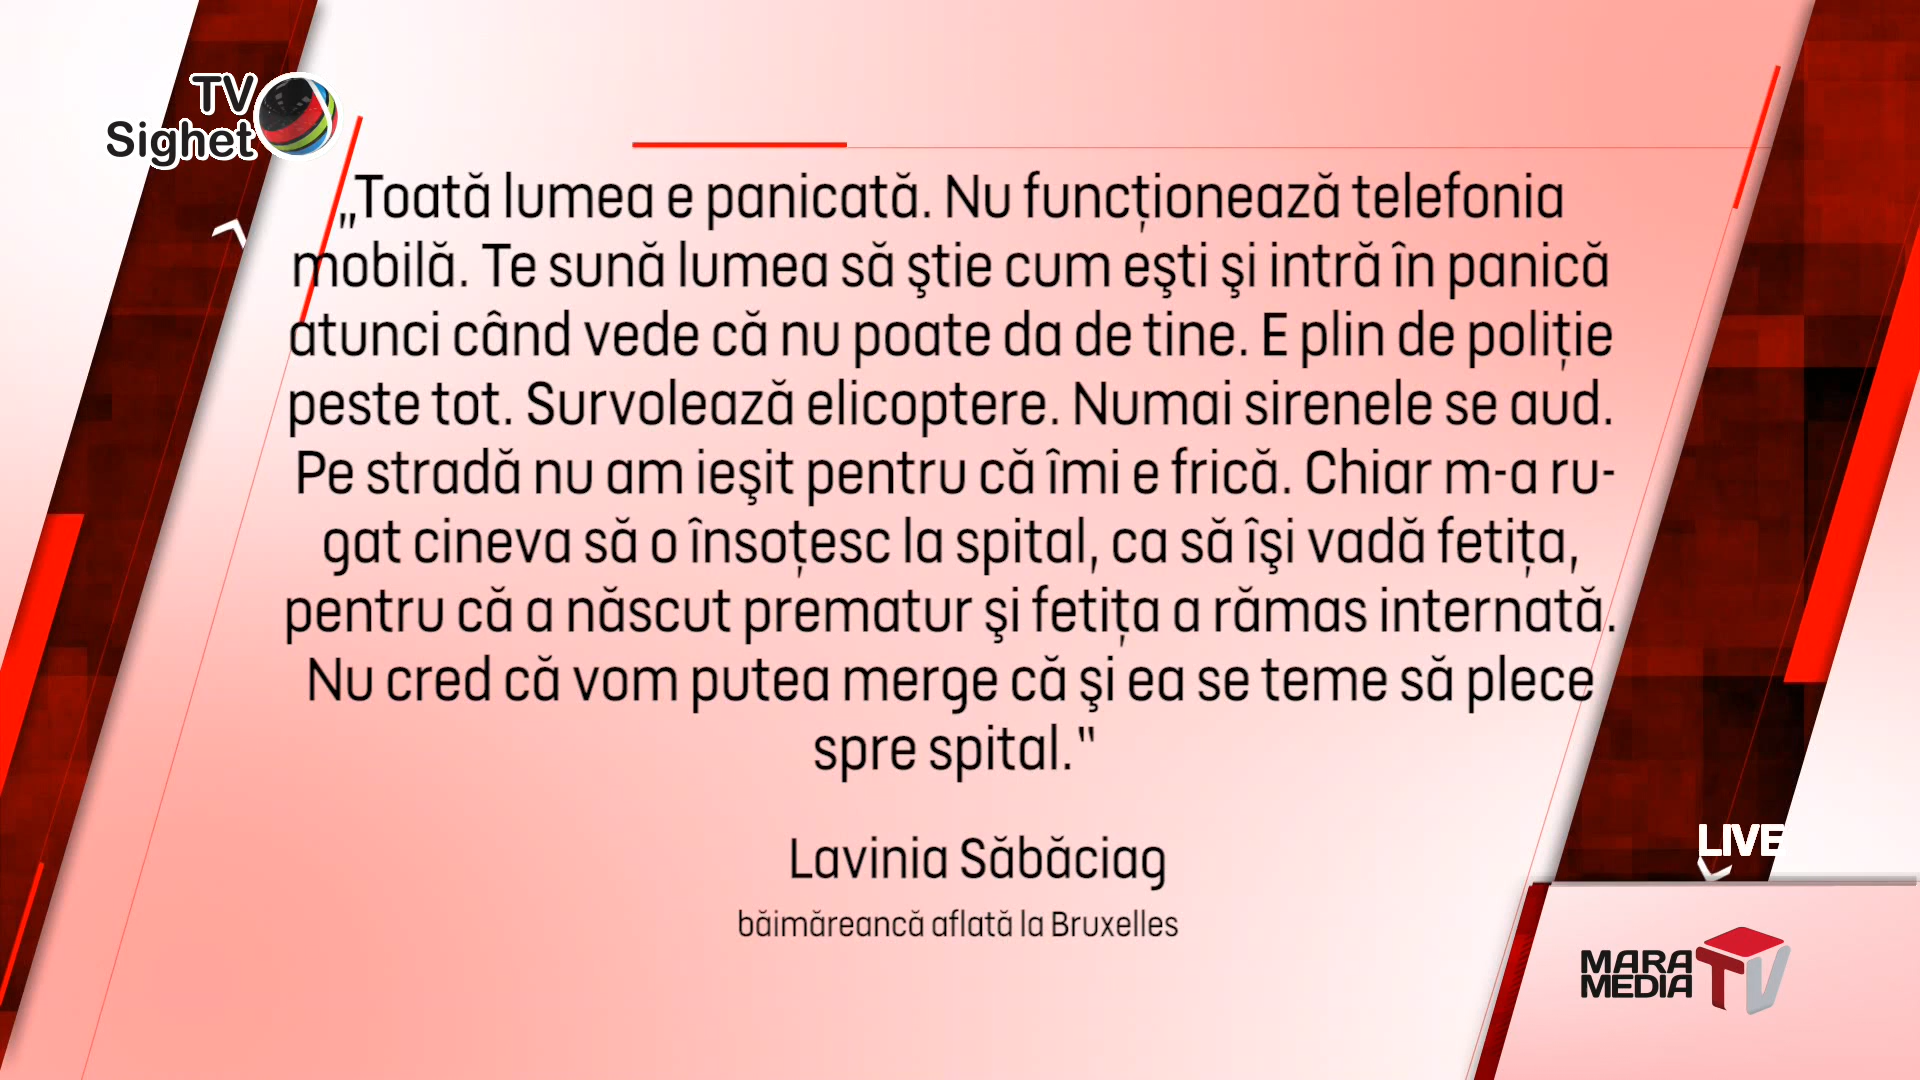 TV
Sighet
„Toată lumea e panicată. Nu funcționează telefonia
mobilă. Te sună lumea să ştie cum eşti şi intră în panică
atunci când vede că nu poate da de tine. E plin de poliție
peste tot. Survolează elicoptere. Numai sirenele se aud.
Pe stradă nu am ieşit pentru că îmi e frică. Chiar m-a ru-
gat cineva să o însoțesc la spital, ca să îşi vadă fetița,
pentru că a născut prematur şi fetița a rămas internată.
Nu cred că vom putea merge că şi ea se teme să plece
spre spital."
Lavinia Săbăciag
băimăreancă aflată la Bruxelles
LIVE
MARA
MEDIA TV